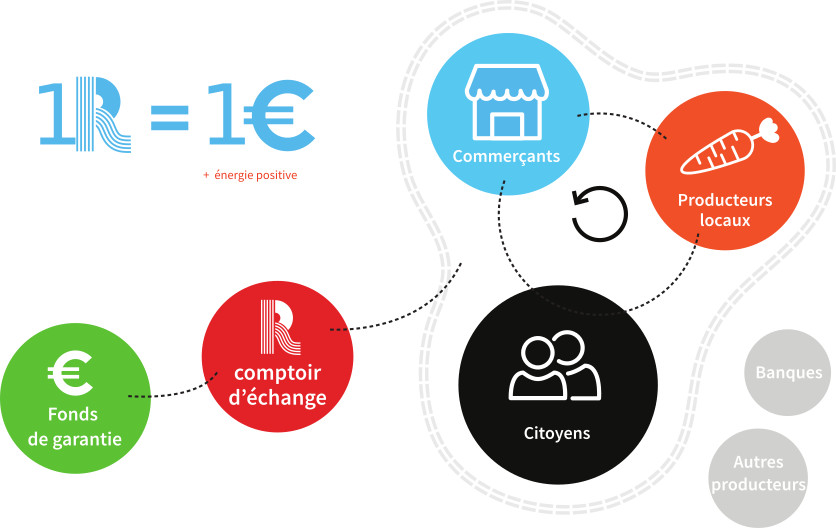 1R = 1€
+ énergie positive
Commerçants
Producteurs
locaux
R
comptoir
d’échange
€
Fonds
de garantie
Citoyens
Banques
Autres
producteurs